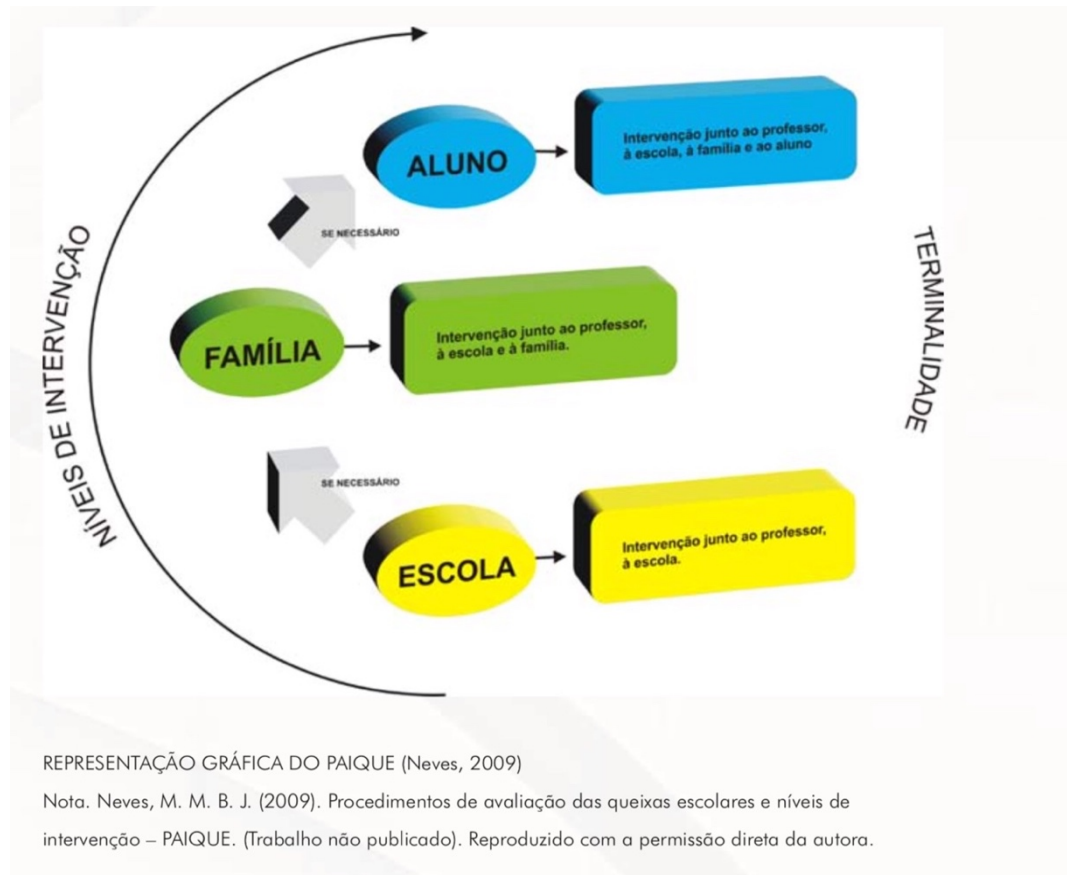 ALUNO
Intervenção junto ao professor,
à escola, à família e ao aluno
SE NECESSÁRIO
NÍVEIS DE INTERVENÇÃO
TERMINALIDADE
FAMÍLIA
Intervenção junto ao professor,
à escola e à família.
SE NECESSÁRIO
ESCOLA
Intervenção junto ao professor,
à escola.
REPRESENTAÇÃO GRÁFICA DO PAIQUE (Neves, 2009)
Nota. Neves, M. M. B. J. (2009). Procedimentos de avaliação das queixas escolares e níveis de
intervenção – PAIQUE. (Trabalho não publicado). Reproduzido com a permissão direta da autora.